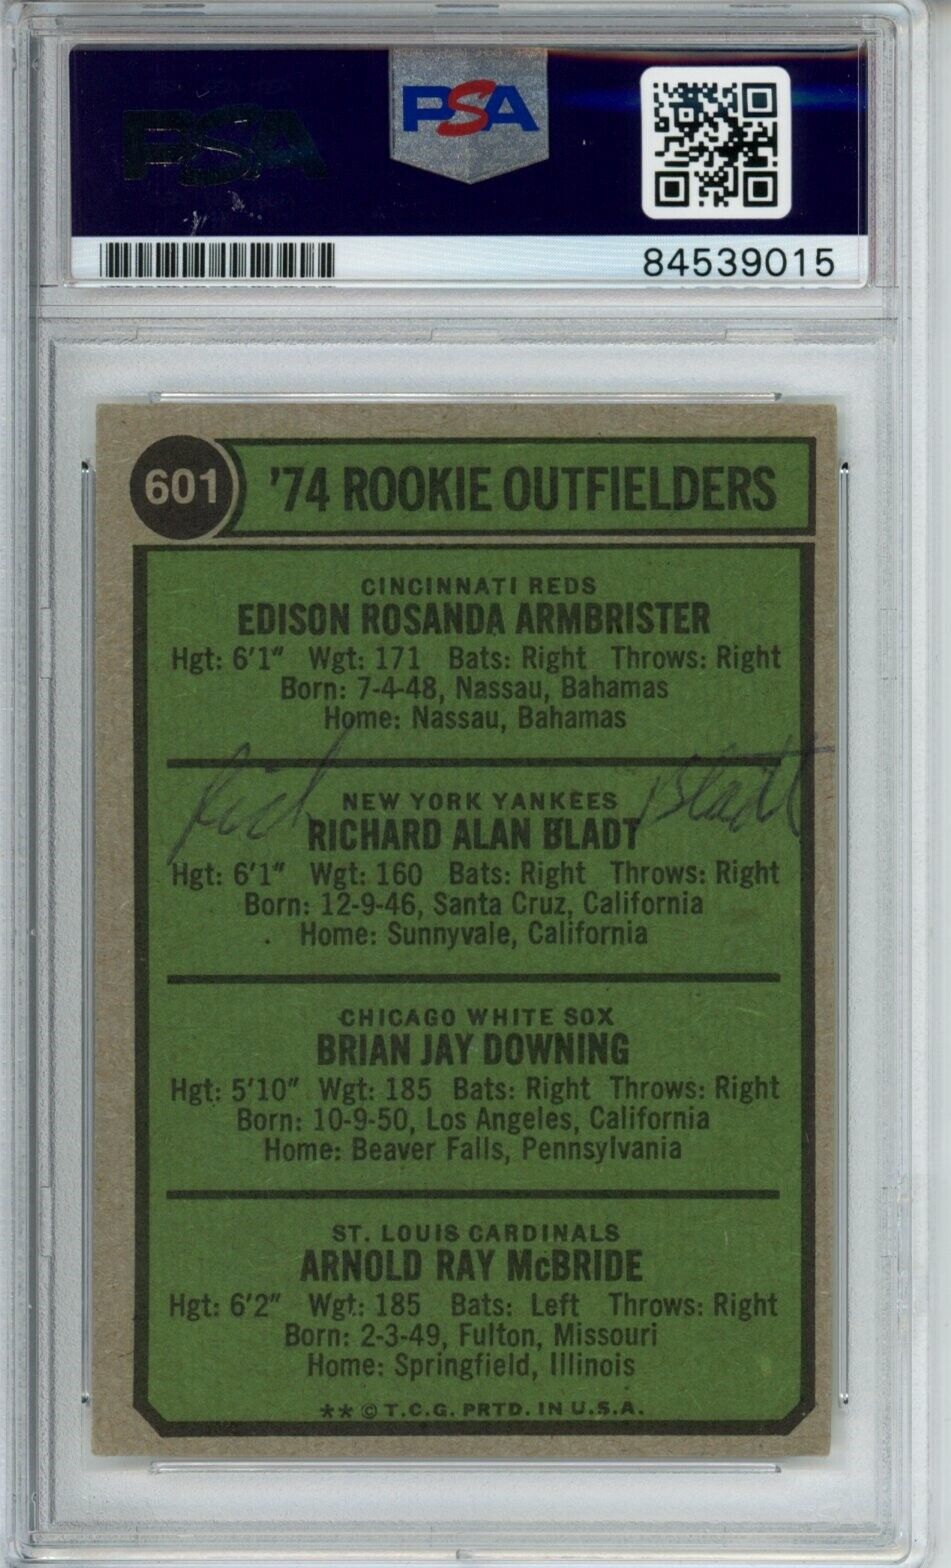 PSA
PSA
84539015
601
'74 ROOKIE OUTFIELDERS
CINCINNATI REDS
EDISON ROSANDA ARMBRISTER
Hgt: 6'1" Wgt: 171 Bats: Right Throws: Right
Born: 7-4-48, Nassau, Bahamas
Home: Nassau, Bahamas
Rich Bladt
NEW YORK YANKEES
RICHARD ALAN BLADT
Hgt: 6'1" Wgt: 160 Bats: Right Throws: Right
Born: 12-9-46, Santa Cruz, California
Home: Sunnyvale, California
CHICAGO WHITE SOX
BRIAN JAY DOWNING
Hgt: 5'10" Wgt: 185 Bats: Right Throws: Right
Born: 10-9-50, Los Angeles, California
Home: Beaver Falls, Pennsylvania
ST. LOUIS CARDINALS
ARNOLD RAY McBRIDE
Hgt: 6'2" Wgt: 185 Bats: Left Throws: Right
Born: 2-3-49, Fulton, Missouri
Home: Springfield, Illinois
** © T.C.G. PRTD. IN U.S.A.